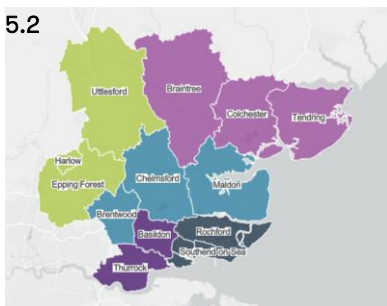 5.2
Uttlesford
Braintree
Colchester
Tendring
Harlow
Epping Forest
Chelmsford
Maldon
Brentwood
Basildon
Rochford
Southend-on-Sea
Thurrock